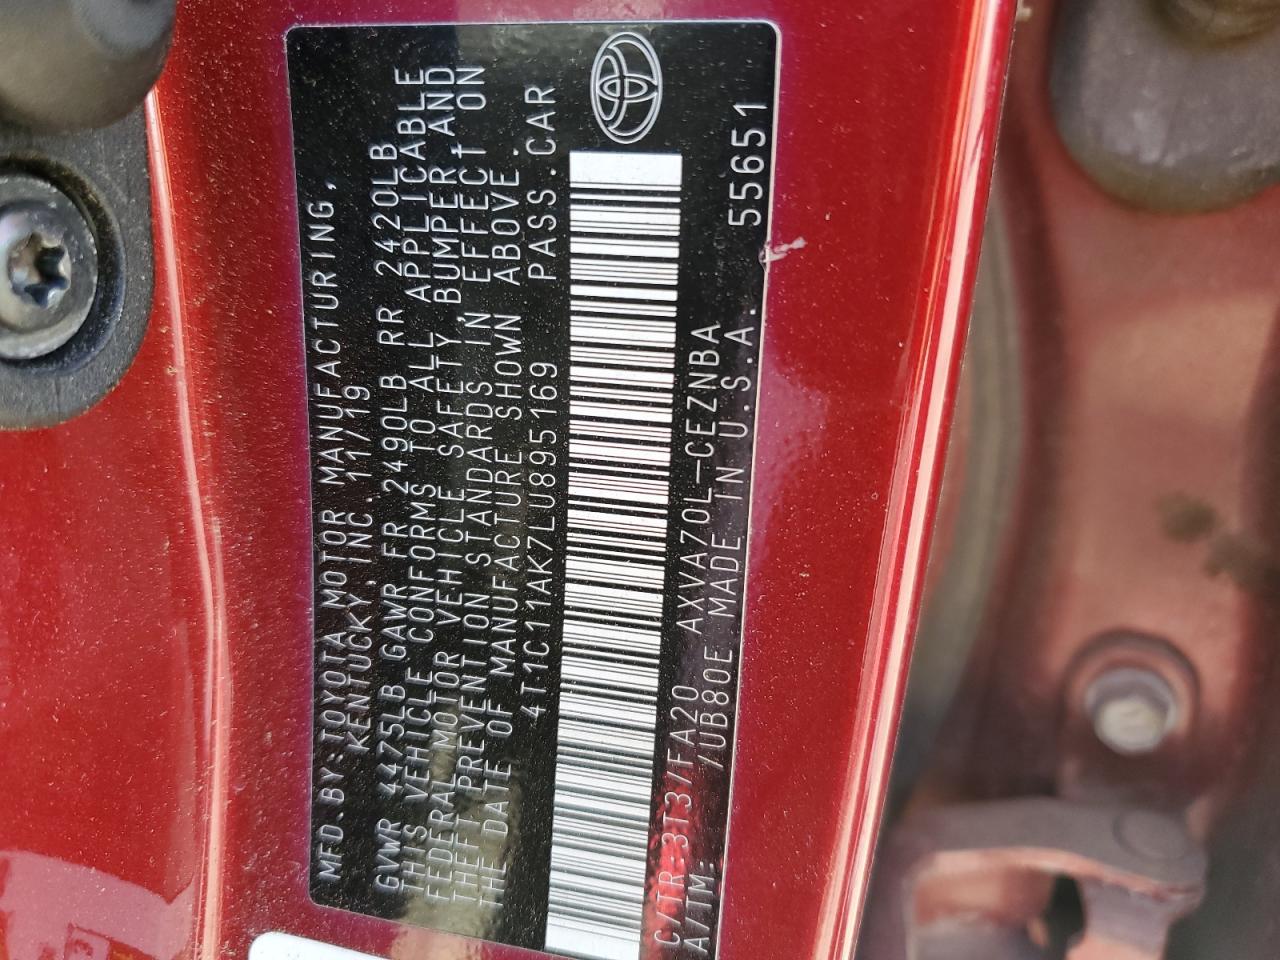 MFD.BY:TOYOTA MOTOR MANUFACTURING,
KENTUCKY,INC. 11/19
GVWR 4475LB GAWR FR 2490LB RR 2420LB
THIS VEHICLE CONFORMS TO ALL APPLICABLE
FEDERAL MOTOR VEHICLE SAFETY, BUMPER, AND
THEFT PREVENTION STANDARDS IN EFFECT ON
THE DATE OF MANUFACTURE SHOWN ABOVE.
4T1C11AK7LU895169 PASS.CAR
C/TR:3T3/FA20 AXVA70L-CEZNBA
A/TM: /UB80E MADE IN U.S.A. 55651